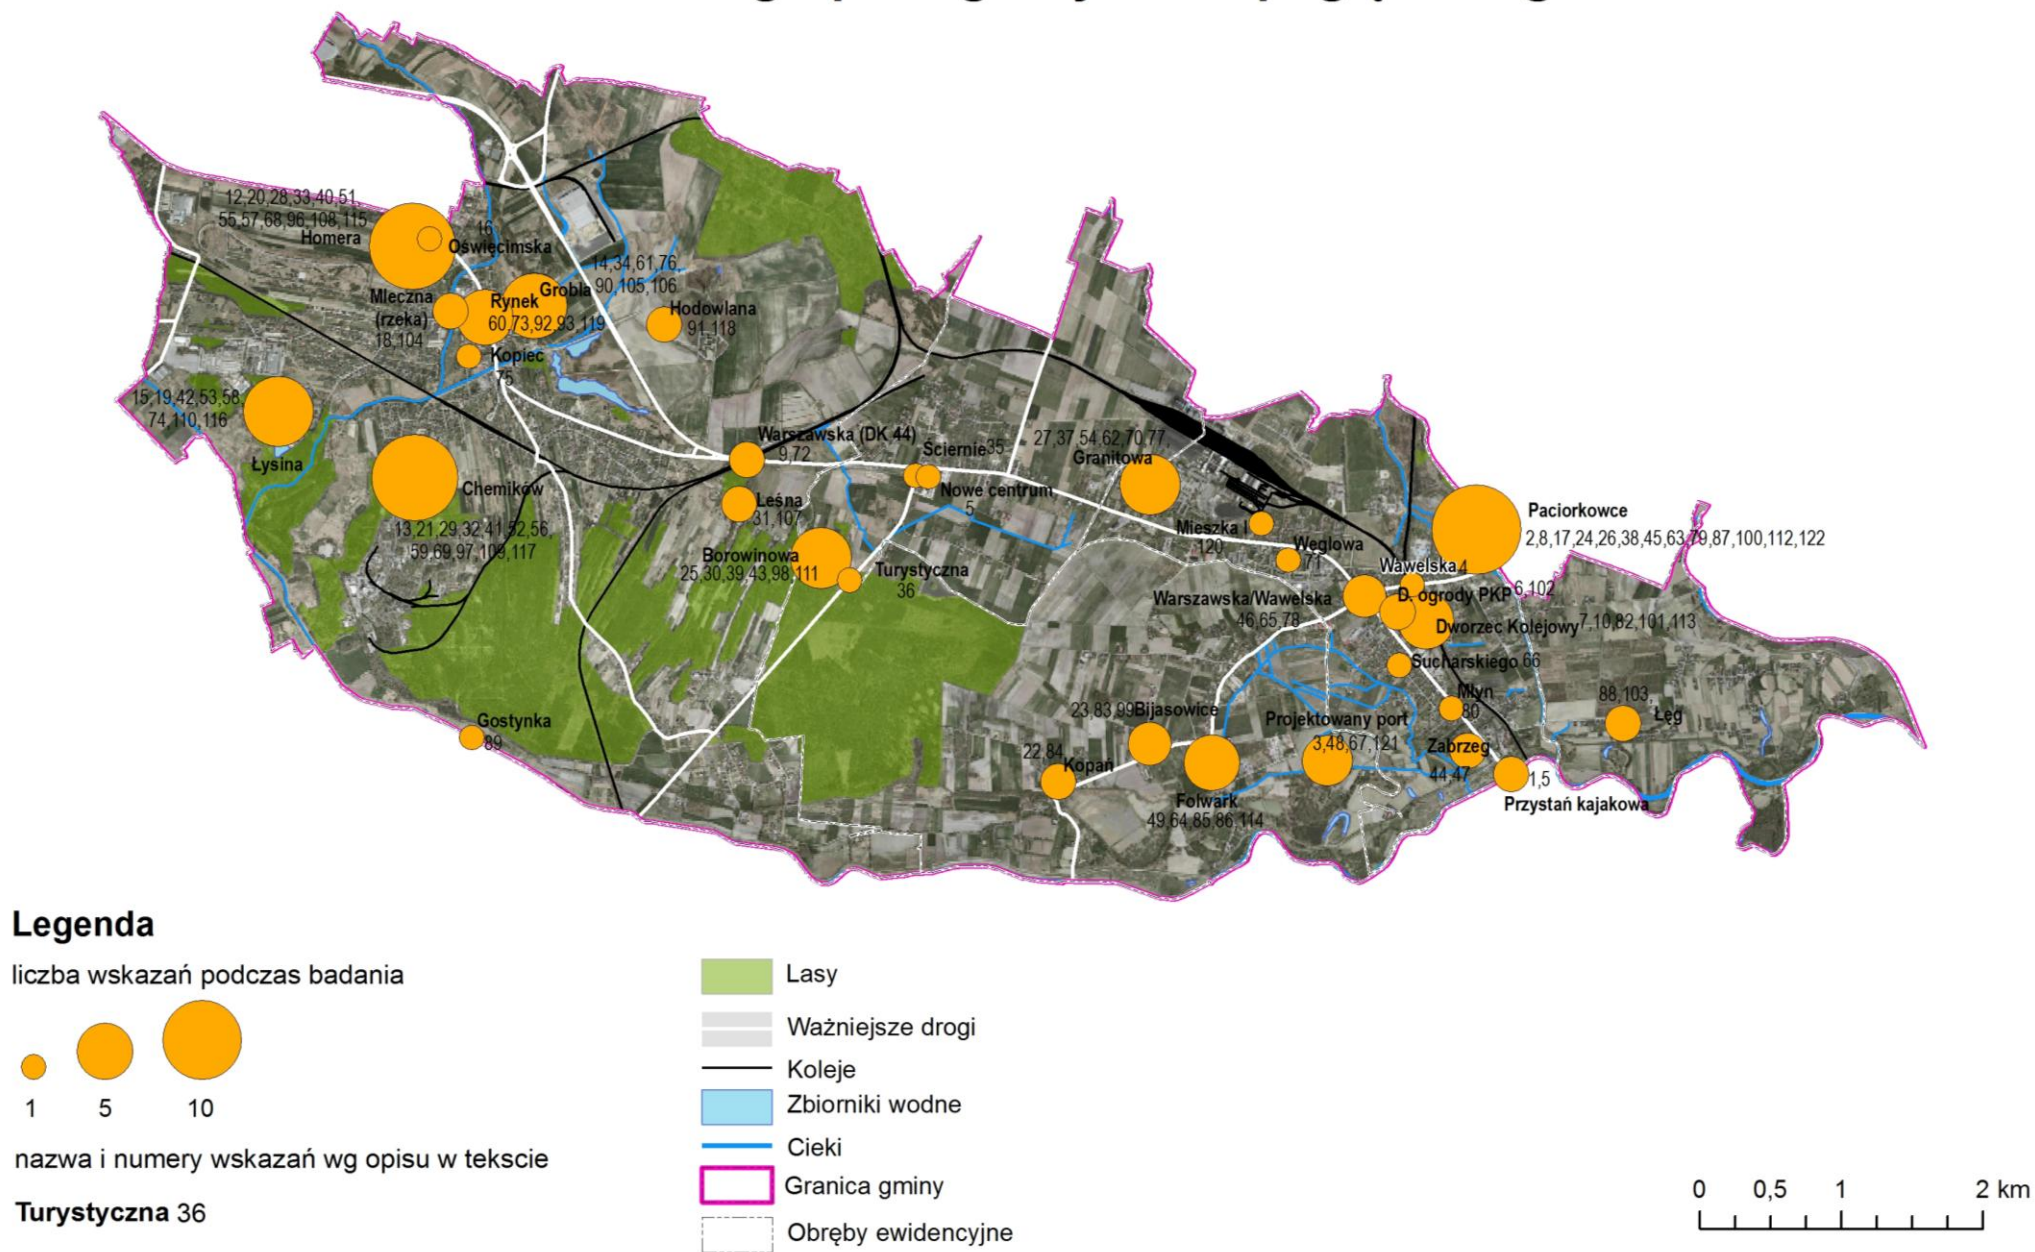 12,20,28,33,40,51,
55,57,68,96,108,115
Homera
16
Oświęcimska
14,34,61,76,
90,105,106
Grobla
Mleczna
(rzeka)
18,104
Rynek
60,73,92,93,119
Hodowlana
91,118
Kopiec
75
15,19,42,53,58,
74,110,116
Łysina
Chemików
13,21,29,32,41,52,56,
59,69,97,109,117
Warszawska (DK 44)
9,72
Ściernie 35
Nowe centrum
5
Leśna
31,107
Borowinowa
25,30,39,43,98,111
Turystyczna
36
27,37,54,62,70,77,
Granitowa
Mieszka I
120
Węglowa
71
Paciorkowce
2,8,17,24,26,38,45,63,79,87,100,112,122
Wawelska 4
D. ogrody PKP 6,102
Warszawska/Wawelska
46,65,78
Dworzec Kolejowy 7,10,82,101,113
Sucharskiego 66
Młyn
80
88,103,
Łęg
Gostynka
89
23,83,99 Bijasowice
Projektowany port
3,48,67,121
22,84,
Kopań
Zabrzeg
44,47
1,5
Przystań kajakowa
Folwark
49,64,85,86,114
Legenda
liczba wskazań podczas badania
1 5 10
nazwa i numery wskazań wg opisu w tekscie
Turystyczna 36
Lasy
Ważniejsze drogi
Koleje
Zbiorniki wodne
Cieki
Granica gminy
Obręby ewidencyjne
0 0,5 1 2 km